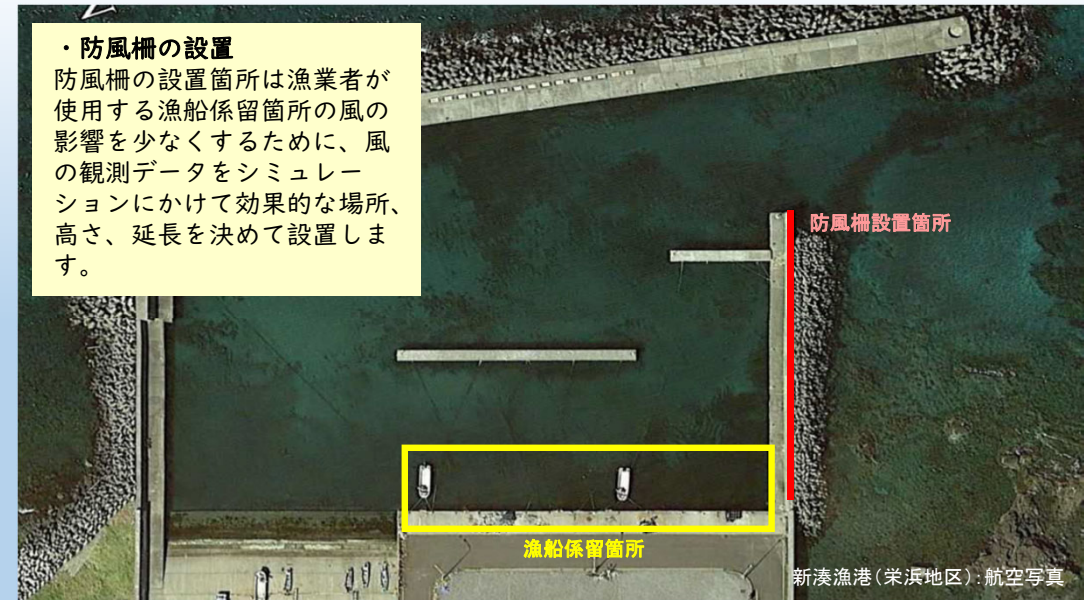 ・防風柵の設置
防風柵の設置箇所は漁業者が
使用する漁船係留箇所の風の
影響を少なくするために、風
の観測データをシミュレー
ションにかけて効果的な場所、
高さ、延長を決めて設置しま
す。
防風柵設置箇所
漁船係留箇所
新湊漁港(栄浜地区):航空写真